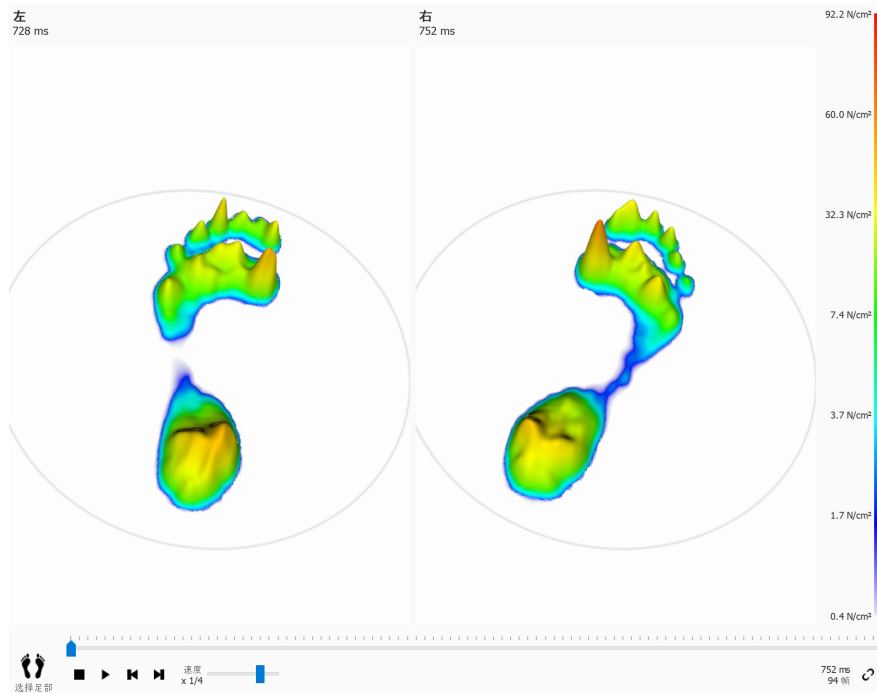 左
728 ms
右
752 ms
92.2 N/cm²
60.0 N/cm²
32.3 N/cm²
7.4 N/cm²
3.7 N/cm²
1.7 N/cm²
0.4 N/cm²
选择足部
速度
x 1/4
752 ms
94 帧